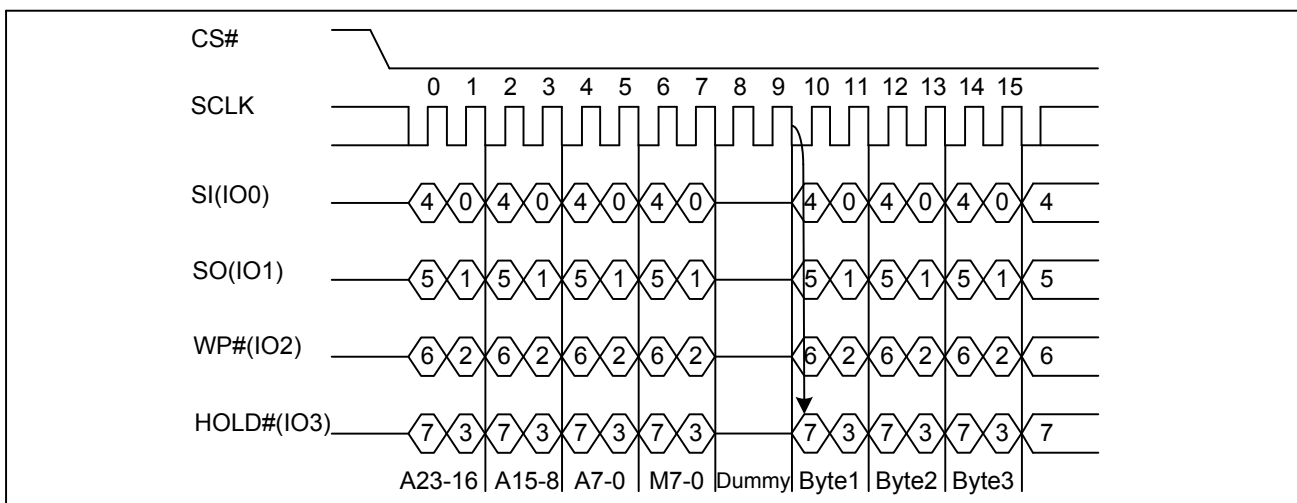 CS#
0 1 2 3 4 5 6 7 8 9 10 11 12 13 14 15
SCLK
SI(IO0) 4 0 4 0 4 0 4 0 4 0 4 0 4 0 4
SO(IO1) 5 1 5 1 5 1 5 1 5 1 5 1 5 1 5
WP#(IO2) 6 2 6 2 6 2 6 2 6 2 6 2 6 2 6
HOLD#(IO3) 7 3 7 3 7 3 7 3 7 3 7 3 7 3 7
A23-16 A15-8 A7-0 M7-0 Dummy Byte1 Byte2 Byte3